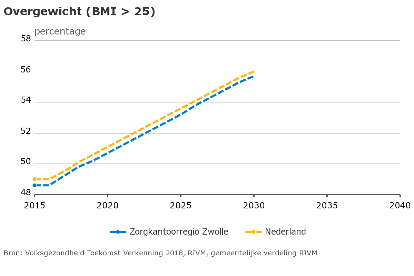 Overgewicht (BMI > 25)
percentage
58
56
54
52
50
48
2015 2020 2025 2030 2035 2040
Zorgkantoorregio Zwolle Nederland
Bron: Volksgezondheid Toekomst Verkenning 2018, RIVM, gemeentelijke verdeling RIVM